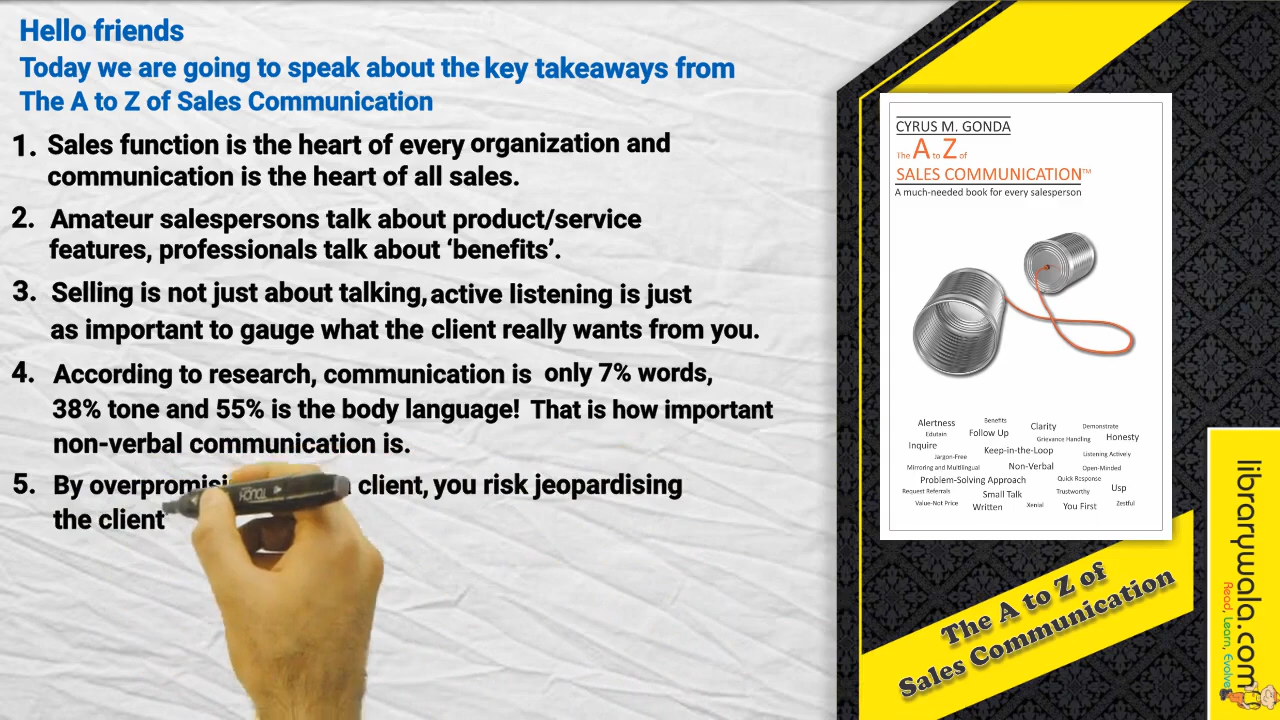 Hello friends
Today we are going to speak about the key takeaways from
The A to Z of Sales Communication
1. Sales function is the heart of every organization and
communication is the heart of all sales.
2. Amateur salespersons talk about product/service
features, professionals talk about ‘benefits’.
3. Selling is not just about talking, active listening is just
as important to gauge what the client really wants from you.
4. According to research, communication is only 7% words,
38% tone and 55% is the body language! That is how important
non-verbal communication is.
5. By client, you risk jeopardising
the client
TOUCH
CYRUS M. GONDA
The A to Z of
SALES COMMUNICATION™
A much-needed book for every salesperson
Alertness Benefits Clarity Demonstrate
Edutain Follow Up Grievance Handling Honesty
Inquire Keep-in-the-Loop Listening Actively
Jargon-Free
Mirroring and Multilingual Non-Verbal Open-Minded
Problem-Solving Approach Quick Response
Request Referrals Small Talk Trustworthy Usp
Value-Not Price Written Xenial You First Zestful
The A to Z of
Sales Communication
librarywala.com
Read, Learn, Evolve